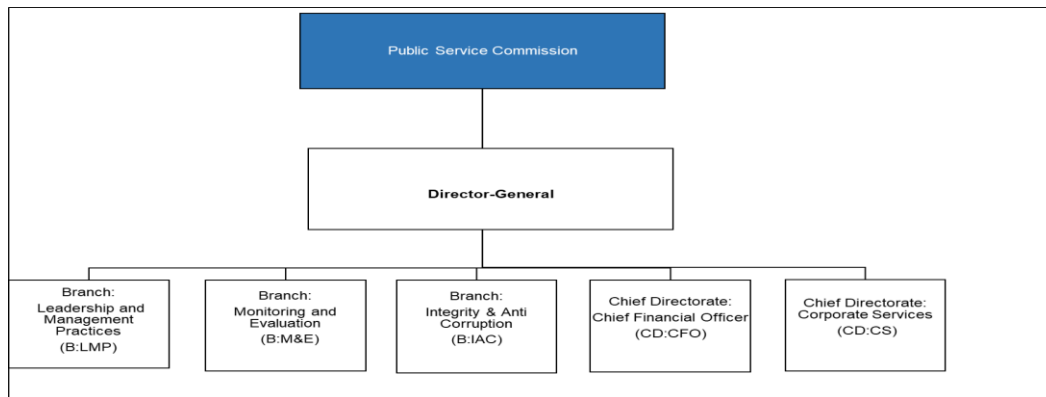 Public Service Commission
Director-General
Branch:
Leadership and
Management
Practices
(B:LMP)
Branch:
Monitoring and
Evaluation
(B:M&E)
Branch:
Integrity & Anti
Corruption
(B:IAC)
Chief Directorate:
Chief Financial Officer
(CD:CFO)
Chief Directorate:
Corporate Services
(CD:CS)